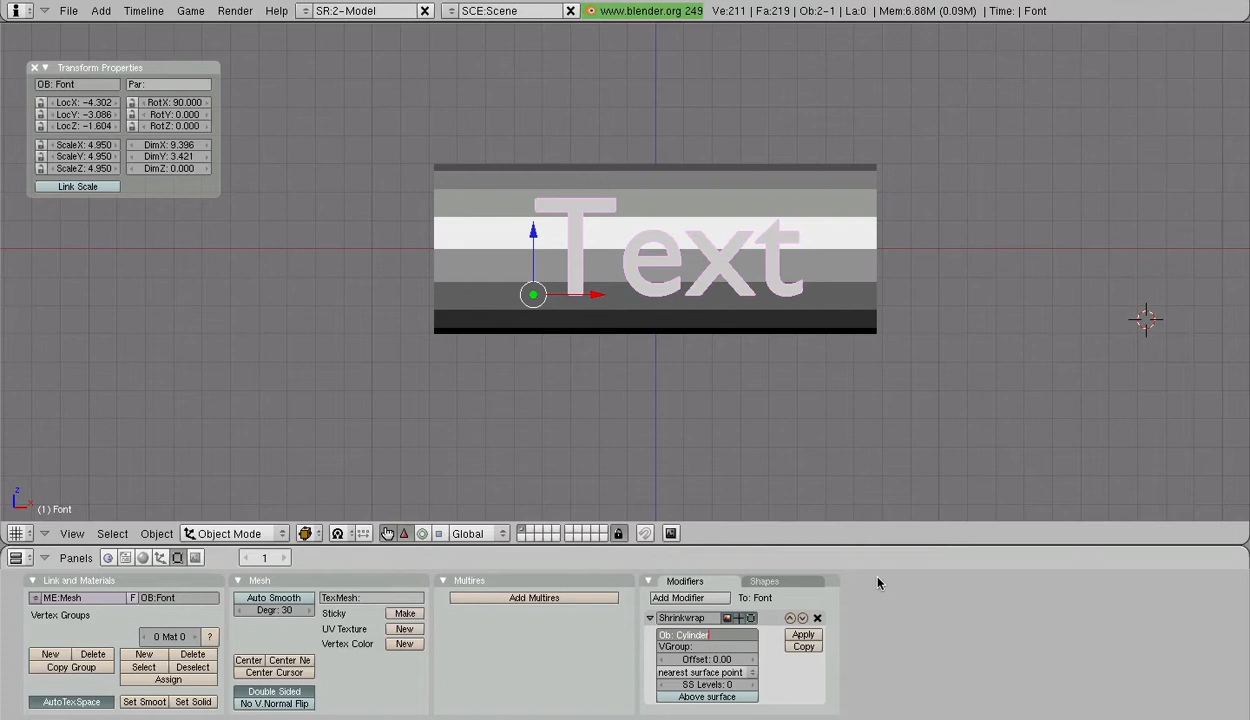 File Add Timeline Game Render Help SR:2-Model SCE:Scene www.blender.org 249 Ve:211 | Fa:219 | Ob:2-1 | La:0 | Mem:6.88M (0.09M) | Time: | Font
Transform Properties
OB: Font Par:
LocX: -4.302 RotX: 90.000
LocY: -3.086 RotY: 0.000
LocZ: -1.604 RotZ: 0.000
ScaleX: 4.950 DimX: 9.396
ScaleY: 4.950 DimY: 3.421
ScaleZ: 4.950 DimZ: 0.000
Link Scale
Text
z
x
(1) Font
View Select Object Object Mode Global
Panels 1
Link and Materials Mesh Multires Modifiers Shapes
ME:Mesh F OB:Font Auto Smooth TexMesh: Add Multires Add Modifier To: Font
Degr: 30
Vertex Groups Sticky Make Shrinkwrap
0 Mat 0 ? UV Texture New Ob: Cylinder Apply
Vertex Color New VGroup: Copy
New Delete New Delete Center Center Ne Offset: 0.00
Copy Group Select Deselect Center Cursor nearest surface point
Assign SS Levels: 0
Double Sided Above surface
AutoTexSpace Set Smoot Set Solid No V.Normal Flip